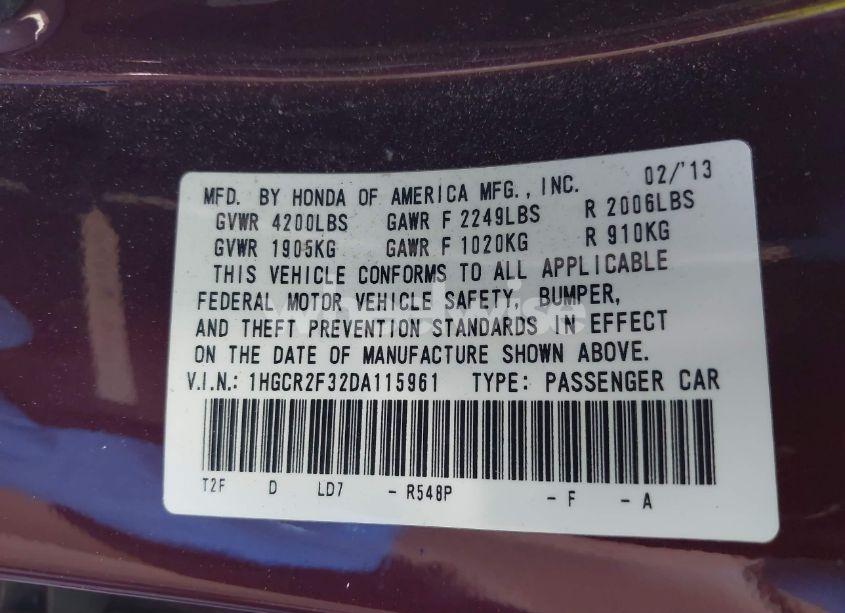 MFD. BY HONDA OF AMERICA MFG., INC. 02/'13
GVWR 4200LBS GAWR F 2249LBS R 2006LBS
GVWR 1905KG GAWR F 1020KG R 910KG
THIS VEHICLE CONFORMS TO ALL APPLICABLE
FEDERAL MOTOR VEHICLE SAFETY, BUMPER,
AND THEFT PREVENTION STANDARDS IN EFFECT
ON THE DATE OF MANUFACTURE SHOWN ABOVE.
V.I.N.: 1HGCR2F32DA115961 TYPE: PASSENGER CAR
T2F D LD7 - R548P - F - A